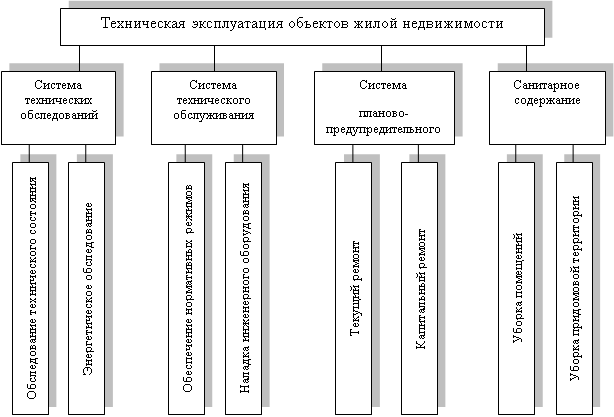 Техническая эксплуатация объектов жилой недвижимости
Система
технических
обследований
Система
технического
обслуживания
Система
планово-
предупредительного
Санитарное
содержание
Обследование технического состояния
Энергетическое обследование
Обеспечение нормативных режимов
Нападка инженерного оборудования
Текущий ремонт
Капитальный ремонт
Уборка помещений
Уборка придомовой территории